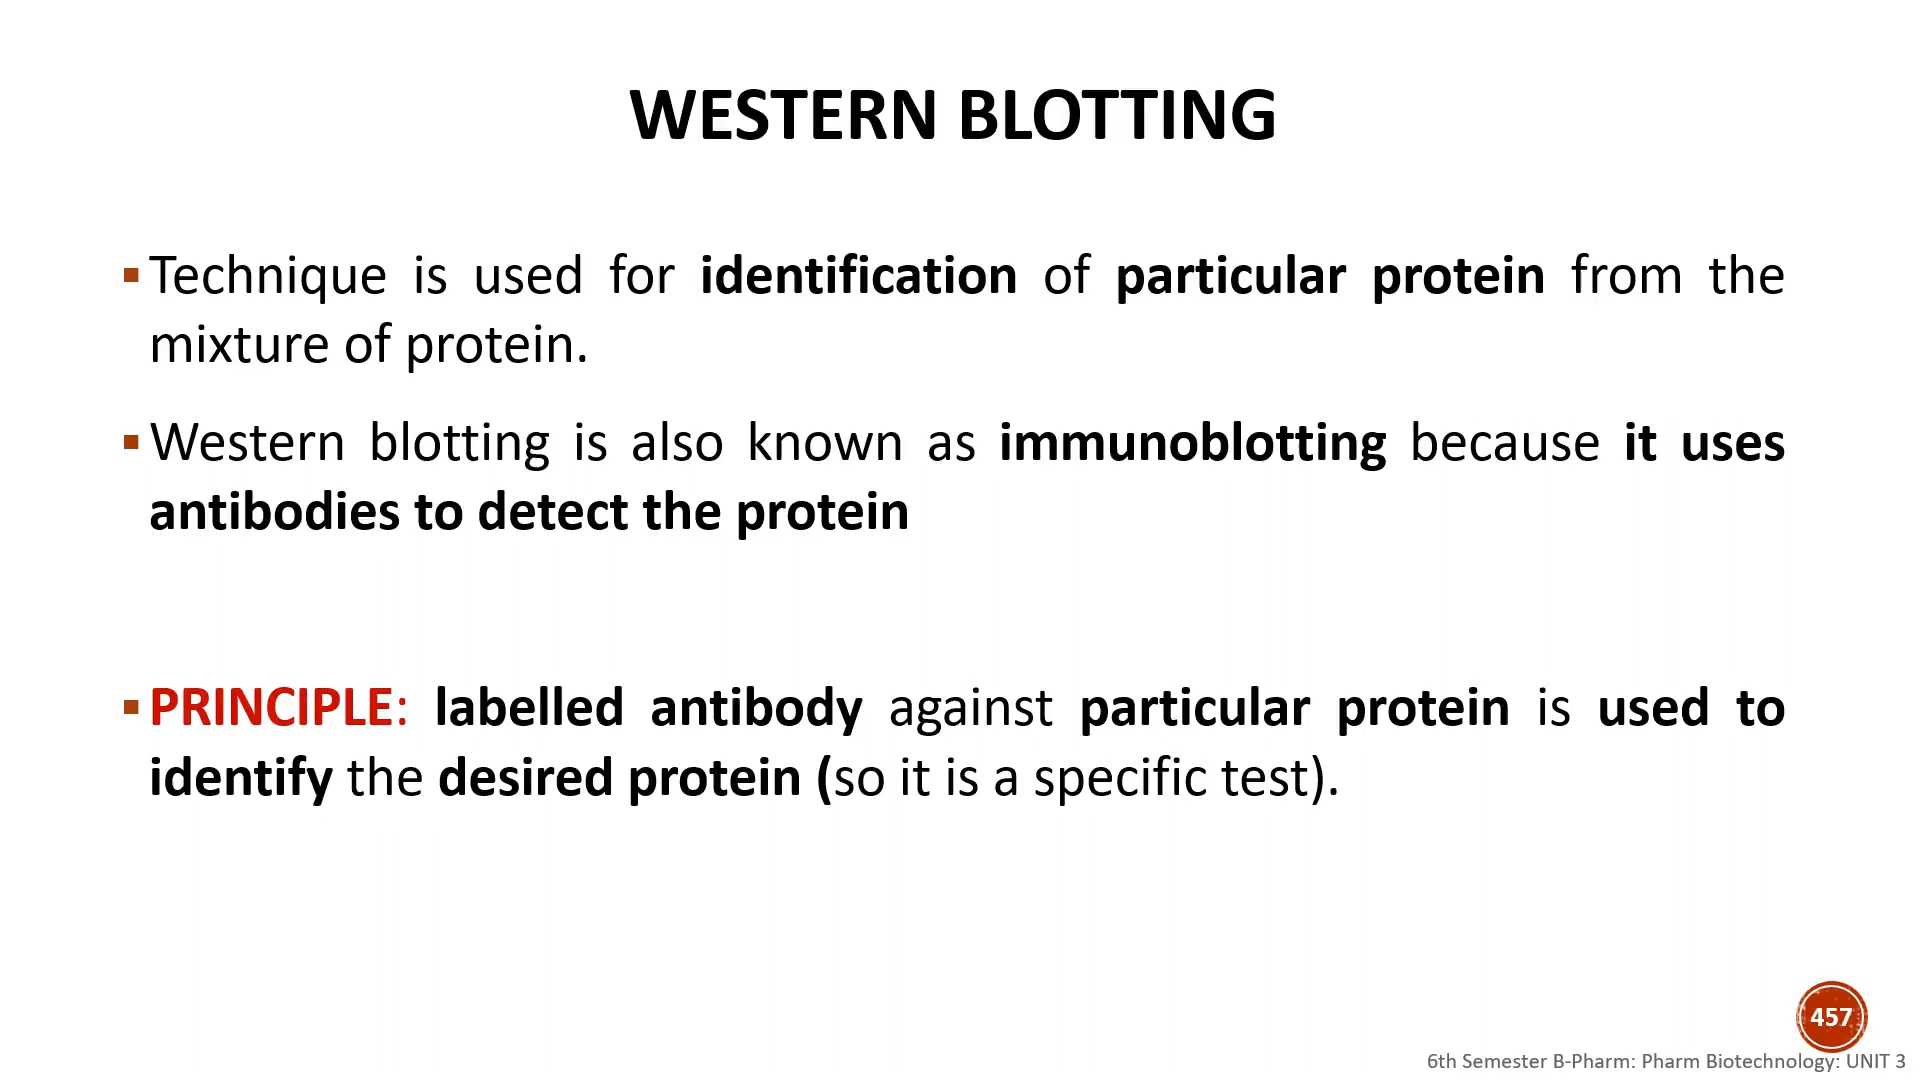 WESTERN BLOTTING
▪Technique is used for identification of particular protein from the
mixture of protein.
▪Western blotting is also known as immunoblotting because it uses
antibodies to detect the protein
▪PRINCIPLE: labelled antibody against particular protein is used to
identify the desired protein (so it is a specific test).
457
6th Semester B-Pharm: Pharm Biotechnology: UNIT 3